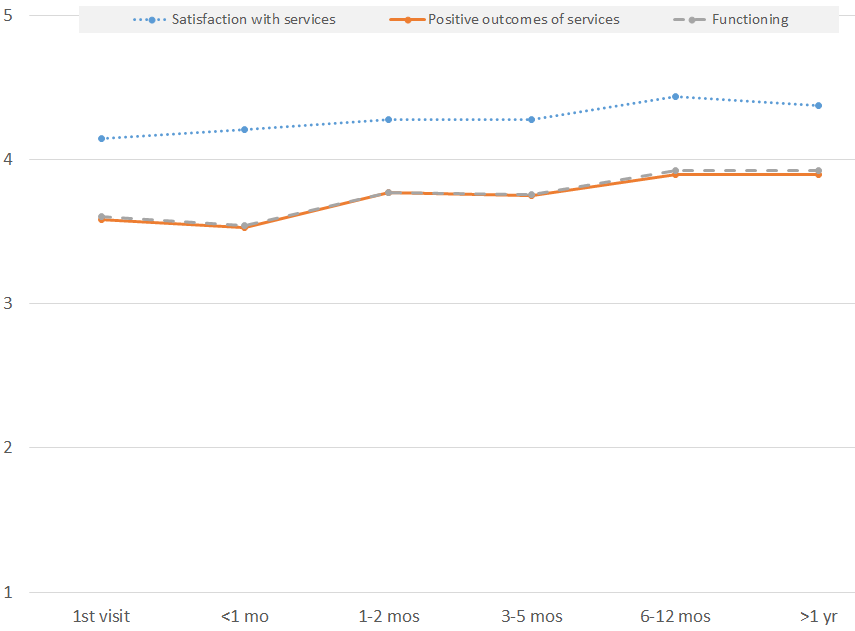 5
Satisfaction with services Positive outcomes of services Functioning
4
3
2
1
1st visit <1 mo 1-2 mos 3-5 mos 6-12 mos >1 yr